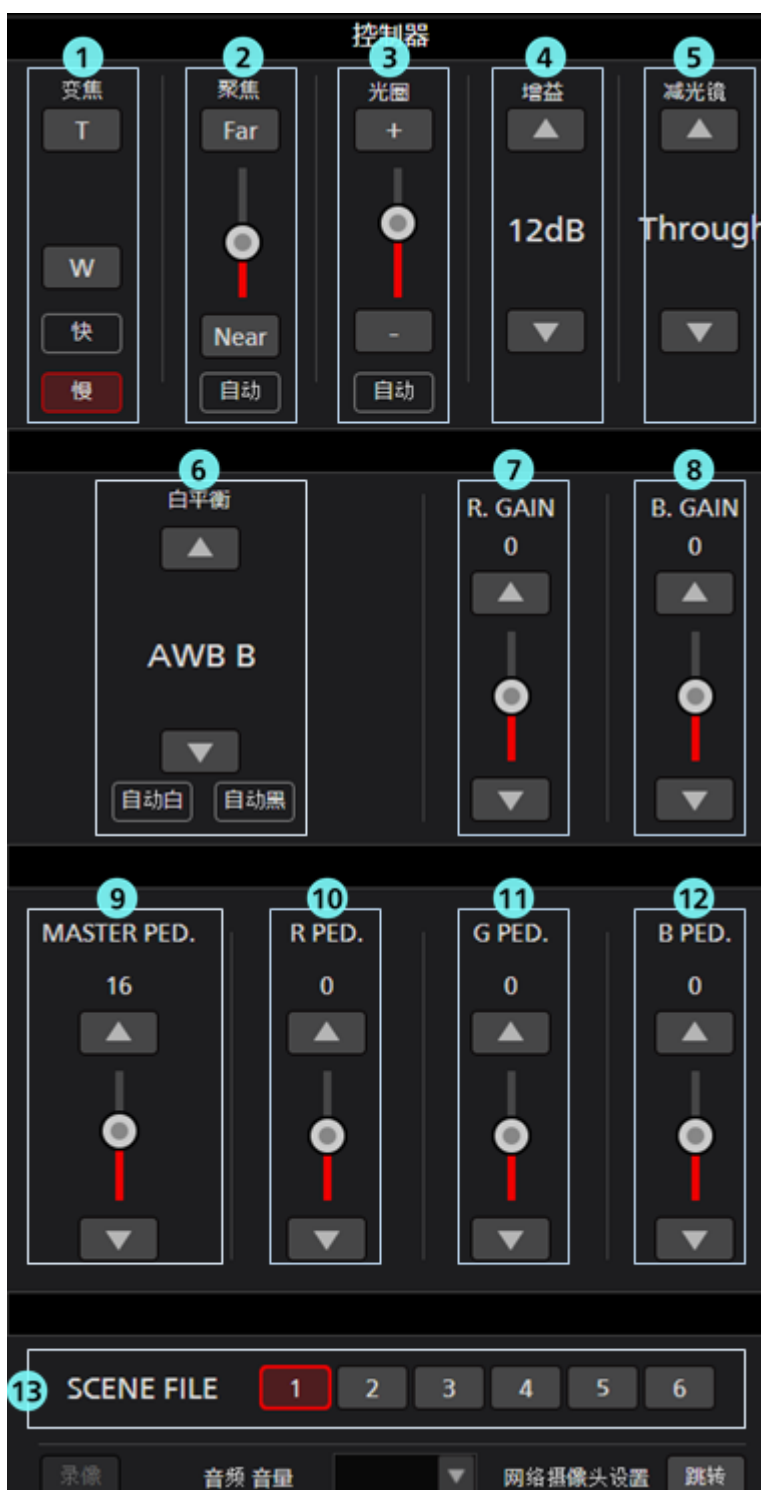 控制器
1 2 3 4 5
变焦 聚焦 光圈 增益 减光镜
T Far +
12dB Through
W
快 Near -
慢 自动 自动
6 7 8
白平衡 R. GAIN B. GAIN
0 0
AWB B
自动白 自动黑
9 10 11 12
MASTER PED. R PED. G PED. B PED.
16 0 0 0
13 SCENE FILE 1 2 3 4 5 6
录像 音频 音量 网络摄像头设置 跳转